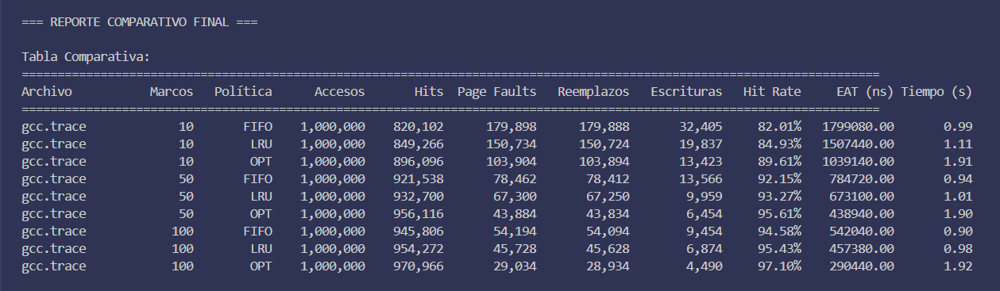 === REPORTE COMPARATIVO FINAL ===
Tabla Comparativa:
========================================================================================================================
Archivo Marcos Política Accesos Hits Page Faults Reemplazos Escrituras Hit Rate EAT (ns) Tiempo (s)
========================================================================================================================
gcc.trace 10 FIFO 1,000,000 820,102 179,898 179,888 32,405 82.01% 1799080.00 0.99
gcc.trace 10 LRU 1,000,000 849,266 150,734 150,724 19,837 84.93% 1507440.00 1.11
gcc.trace 10 OPT 1,000,000 896,096 103,904 103,894 13,423 89.61% 1039140.00 1.91
gcc.trace 50 FIFO 1,000,000 921,538 78,462 78,412 13,566 92.15% 784720.00 0.94
gcc.trace 50 LRU 1,000,000 932,700 67,300 67,250 9,959 93.27% 673100.00 1.01
gcc.trace 50 OPT 1,000,000 956,116 43,884 43,834 6,454 95.61% 438940.00 1.90
gcc.trace 100 FIFO 1,000,000 945,806 54,194 54,094 9,454 94.58% 542040.00 0.90
gcc.trace 100 LRU 1,000,000 954,272 45,728 45,628 6,874 95.43% 457380.00 0.98
gcc.trace 100 OPT 1,000,000 970,966 29,034 28,934 4,490 97.10% 290440.00 1.92